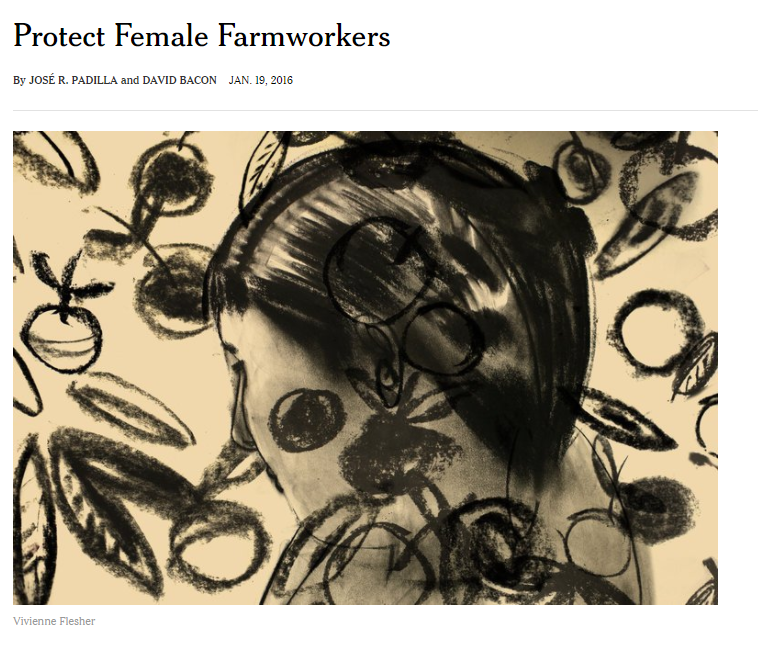 Protect Female Farmworkers
By JOSÉ R. PADILLA and DAVID BACON JAN. 19, 2016
Vivienne Flesher